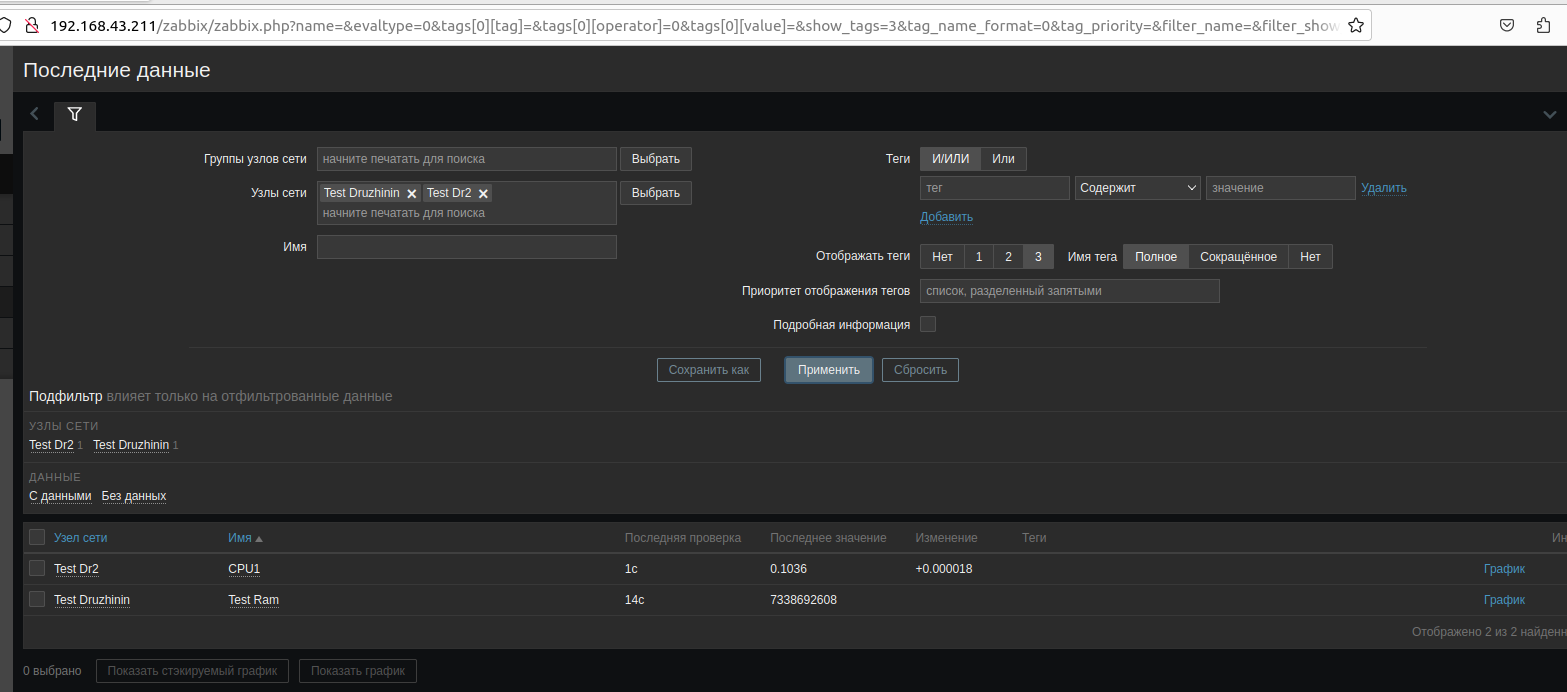 192.168.43.211/zabbix/zabbix.php?name=&evaltype=0&tags[0][tag]=&tags[0][operator]=0&tags[0][value]=&show_tags=3&tag_name_format=0&tag_priority=&filter_name=&filter_show
Последние данные
Группы узлов сети начните печатать для поиска Выбрать Теги И/ИЛИ Или
Узлы сети Test Druzhinin Test Dr2 Выбрать тег Содержит значение Удалить
начните печатать для поиска Добавить
Имя
Отображать теги Нет 1 2 3 Имя тега Полное Сокращённое Нет
Приоритет отображения тегов список, разделенный запятыми
Подробная информация
Сохранить как Применить Сбросить
Подфильтр влияет только на отфильтрованные данные
УЗЛЫ СЕТИ
Test Dr2 1 Test Druzhinin 1
ДАННЫЕ
С данными Без данных
Узел сети Имя Последняя проверка Последнее значение Изменение Теги Ин
Test Dr2 CPU1 1с 0.1036 +0.000018 График
Test Druzhinin Test Ram 14с 7338692608 График
Отображено 2 из 2 найденн
0 выбрано Показать стэкируемый график Показать график